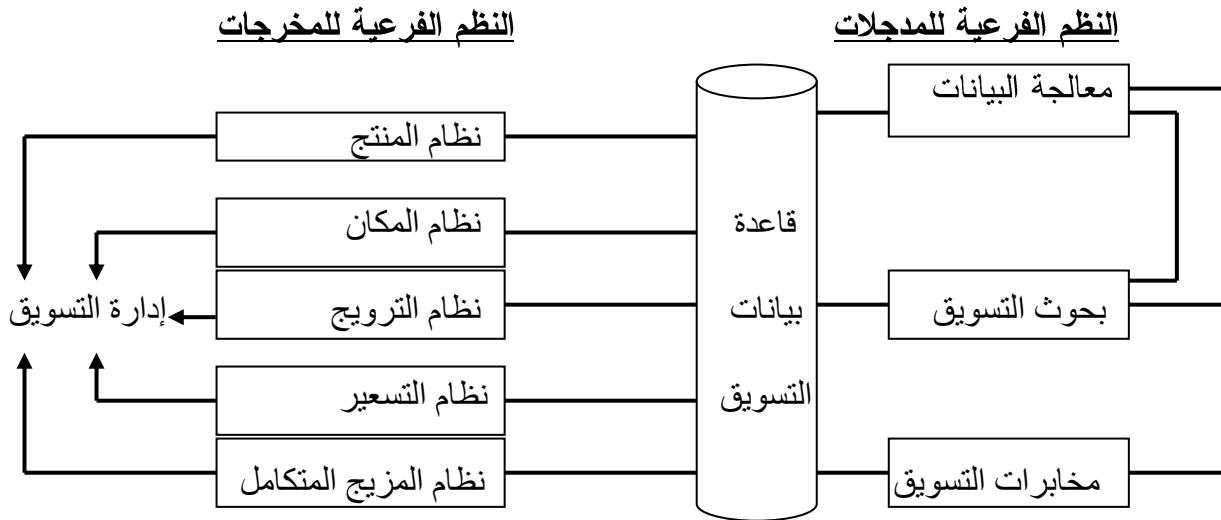 النظم الفرعية للمدجلات
النظم الفرعية للمخرجات
معالجة البيانات
بحوث التسويق
مخابرات التسويق
قاعدة
بيانات
التسويق
نظام المنتج
نظام المكان
نظام الترويج
نظام التسعير
نظام المزيج المتكامل
إدارة التسويق